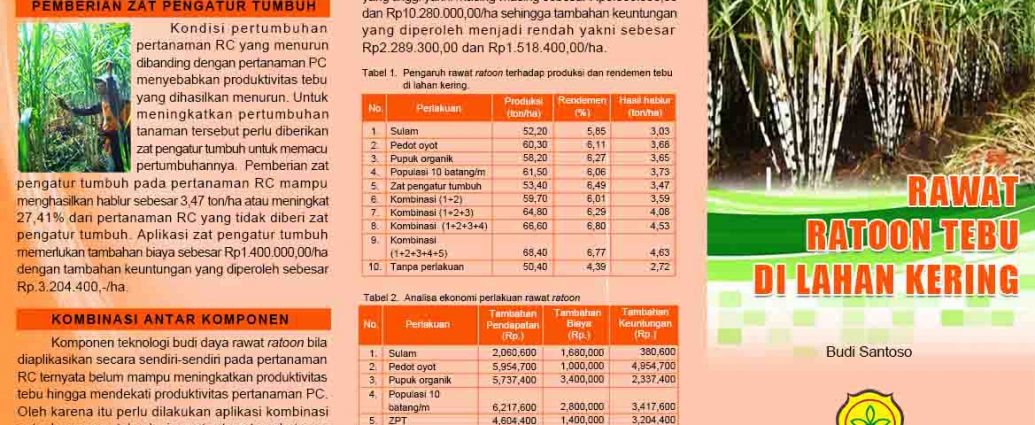 PEMBERIAN ZAT PENGATUR TUMBUH
Kondisi pertumbuhan
pertanaman RC yang menurun
dibanding dengan pertanaman PC
menyebabkan produktivitas tebu
yang dihasilkan menurun. Untuk
meningkatkan pertumbuhan
tanaman tersebut perlu diberikan
zat pengatur tumbuh untuk memacu
pertumbuhannya. Pemberian zat
pengatur tumbuh pada pertanaman RC mampu
menghasilkan hablur sebesar 3,47 ton/ha atau meningkat
27,41% dari pertanaman RC yang tidak diberi zat
pengatur tumbuh. Aplikasi zat pengatur tumbuh
memerlukan tambahan biaya sebesar Rp1.400.000,00/ha
dengan tambahan keuntungan yang diperoleh sebesar
Rp.3.204.400,-/ha.
KOMBINASI ANTAR KOMPONEN
Komponen teknologi budi daya rawat ratoon bila
diaplikasikan secara sendiri-sendiri pada pertanaman
RC ternyata belum mampu meningkatkan produktivitas
tebu hingga mendekati produktivitas pertanaman PC.
Oleh karena itu perlu dilakukan aplikasi kombinasi
dan Rp10.280.000,00/ha sehingga tambahan keuntungan
yang diperoleh menjadi rendah yakni sebesar
Rp2.289.300,00 dan Rp1.518.400,00/ha.
Tabel 1. Pengaruh rawat ratoon terhadap produksi dan rendemen tebu
di lahan kering.
No. Perlakuan Produksi (ton/ha) Rendemen (%) Hasil hablur (ton/ha)
1. Sulam 52,20 5,85 3,03
2. Pedot oyot 60,30 6,11 3,68
3. Pupuk organik 58,20 6,27 3,65
4. Populasi 10 batang/m 61,50 6,06 3,73
5. Zat pengatur tumbuh 53,40 6,49 3,47
6. Kombinasi (1+2) 59,70 6,01 3,59
7. Kombinasi (1+2+3) 64,80 6,29 4,08
8. Kombinasi (1+2+3+4) 66,60 6,80 4,53
9. Kombinasi
(1+2+3+4+5) 68,40 6,77 4,63
10. Tanpa perlakuan 50,40 4,39 2,72
Tabel 2. Analisa ekonomi perlakuan rawat ratoon
No. Perlakuan Tambahan Pendapatan (Rp.) Tambahan Biaya (Rp.) Tambahan Keuntungan (Rp.)
1. Sulam 2,060,600 1,680,000 380,600
2. Pedot oyot 5,954,700 1,000,000 4,954,700
3. Pupuk organik 5,737,400 3,400,000 2,337,400
4. Populasi 10
batang/m 6,217,600 2,800,000 3,417,600
5. ZPT 4,604,400 1,400,000 3,204,400
RAWAT
RATOON TEBU
DI LAHAN KERING
Budi Santoso